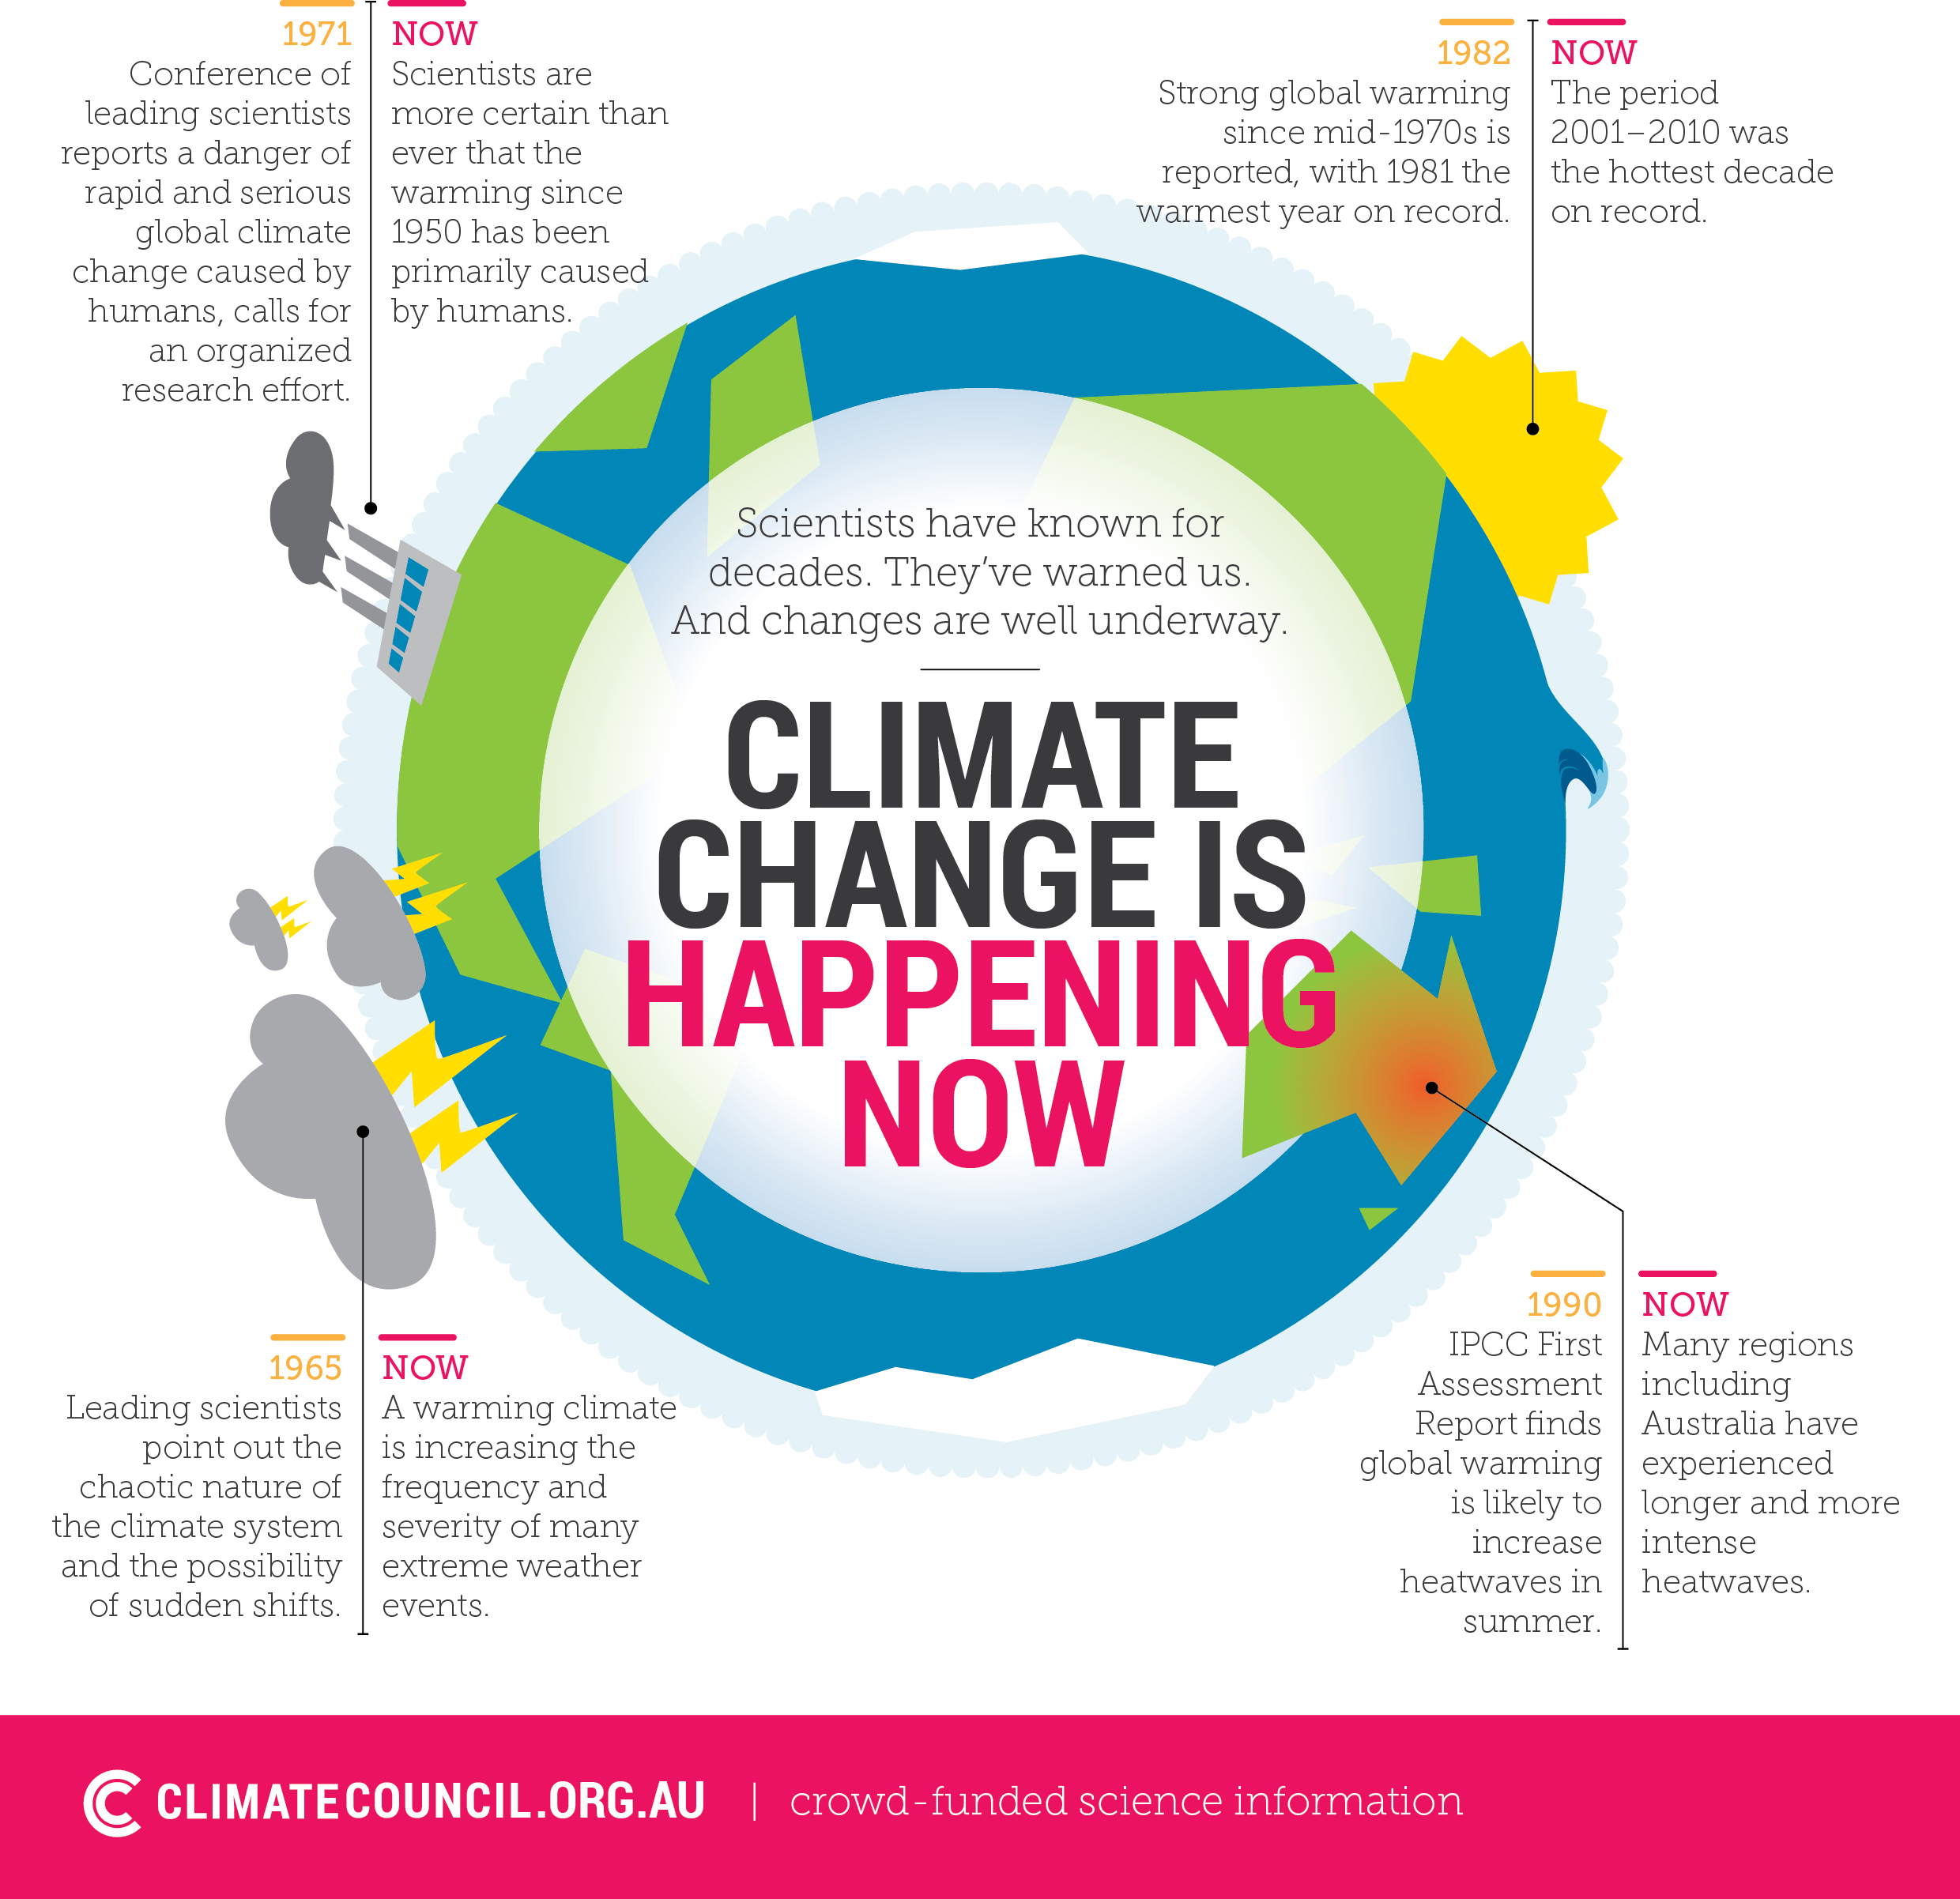 1971
Conference of
leading scientists
reports a danger of
rapid and serious
global climate
change caused by
humans, calls for
an organized
research effort.
NOW
Scientists are
more certain than
ever that the
warming since
1950 has been
primarily caused
by humans.
1982
Strong global warming
since mid-1970s is
reported, with 1981 the
warmest year on record.
NOW
The period
2001–2010 was
the hottest decade
on record.
Scientists have known for
decades. They’ve warned us.
And changes are well underway.
CLIMATE
CHANGE IS
HAPPENING
NOW
1965
Leading scientists
point out the
chaotic nature of
the climate system
and the possibility
of sudden shifts.
NOW
A warming climate
is increasing the
frequency and
severity of many
extreme weather
events.
1990
IPCC First
Assessment
Report finds
global warming
is likely to
increase
heatwaves in
summer.
NOW
Many regions
including
Australia have
experienced
longer and more
intense
heatwaves.
CLIMATECOUNCIL.ORG.AU | crowd-funded science information